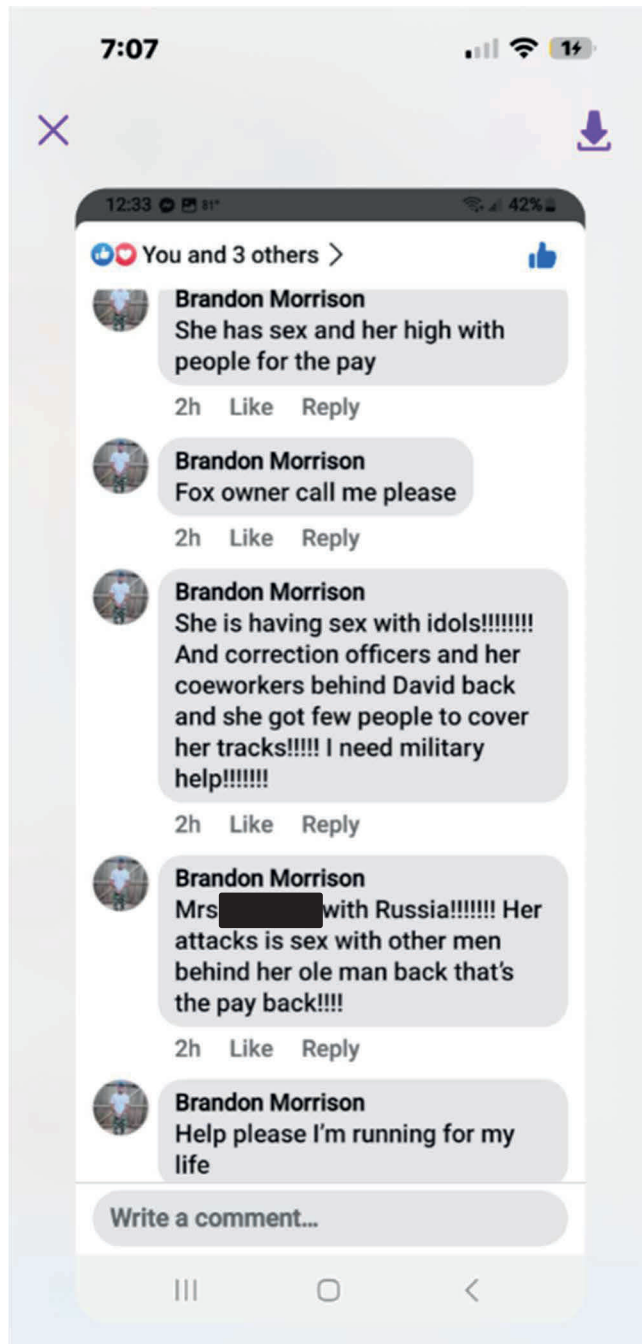 7:07
12:33 81° 42%
You and 3 others >
Brandon Morrison
She has sex and her high with
people for the pay
2h Like Reply
Brandon Morrison
Fox owner call me please
2h Like Reply
Brandon Morrison
She is having sex with idols!!!!!!!!
And correction officers and her
coeworkers behind David back
and she got few people to cover
her tracks!!!!! I need military
help!!!!!!!
2h Like Reply
Brandon Morrison
Mrs with Russia!!!!!!! Her
attacks is sex with other men
behind her ole man back that's
the pay back!!!!
2h Like Reply
Brandon Morrison
Help please I'm running for my
life
Write a comment...